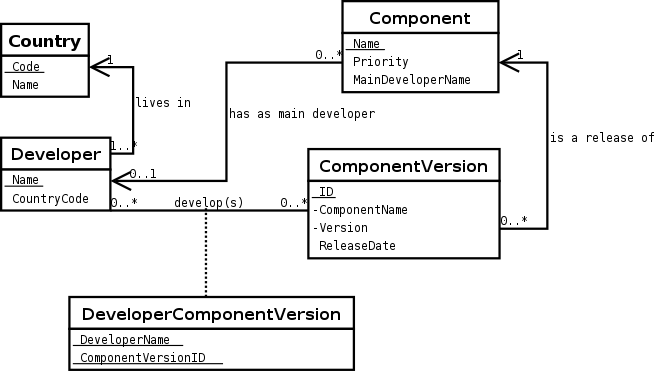 Component
Name
Priority
MainDeveloperName
Country
Code
Name
1
0..*
1
lives in
has as main developer
is a release of
1..*
Developer
Name
CountryCode
0..1
0..*
develop(s)
0..*
ComponentVersion
ID
-ComponentName
-Version
ReleaseDate
0..*
DeveloperComponentVersion
DeveloperName
ComponentVersionID